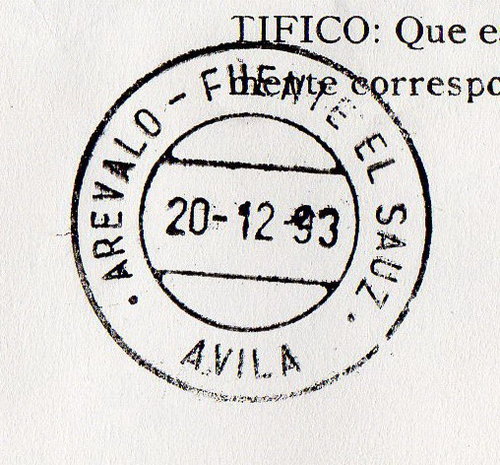 TIFICO: Que e
mente correspo
AREVALO - FUENTE EL SAUZ
20-12-93
AVILA